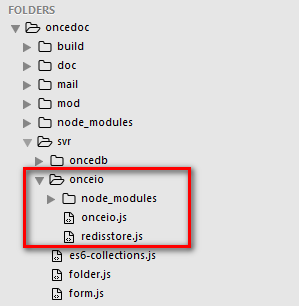 FOLDERS
oncedoc
build
doc
mail
mod
node_modules
svr
oncedb
onceio
node_modules
onceio.js
redisstore.js
es6-collections.js
folder.js
form.js